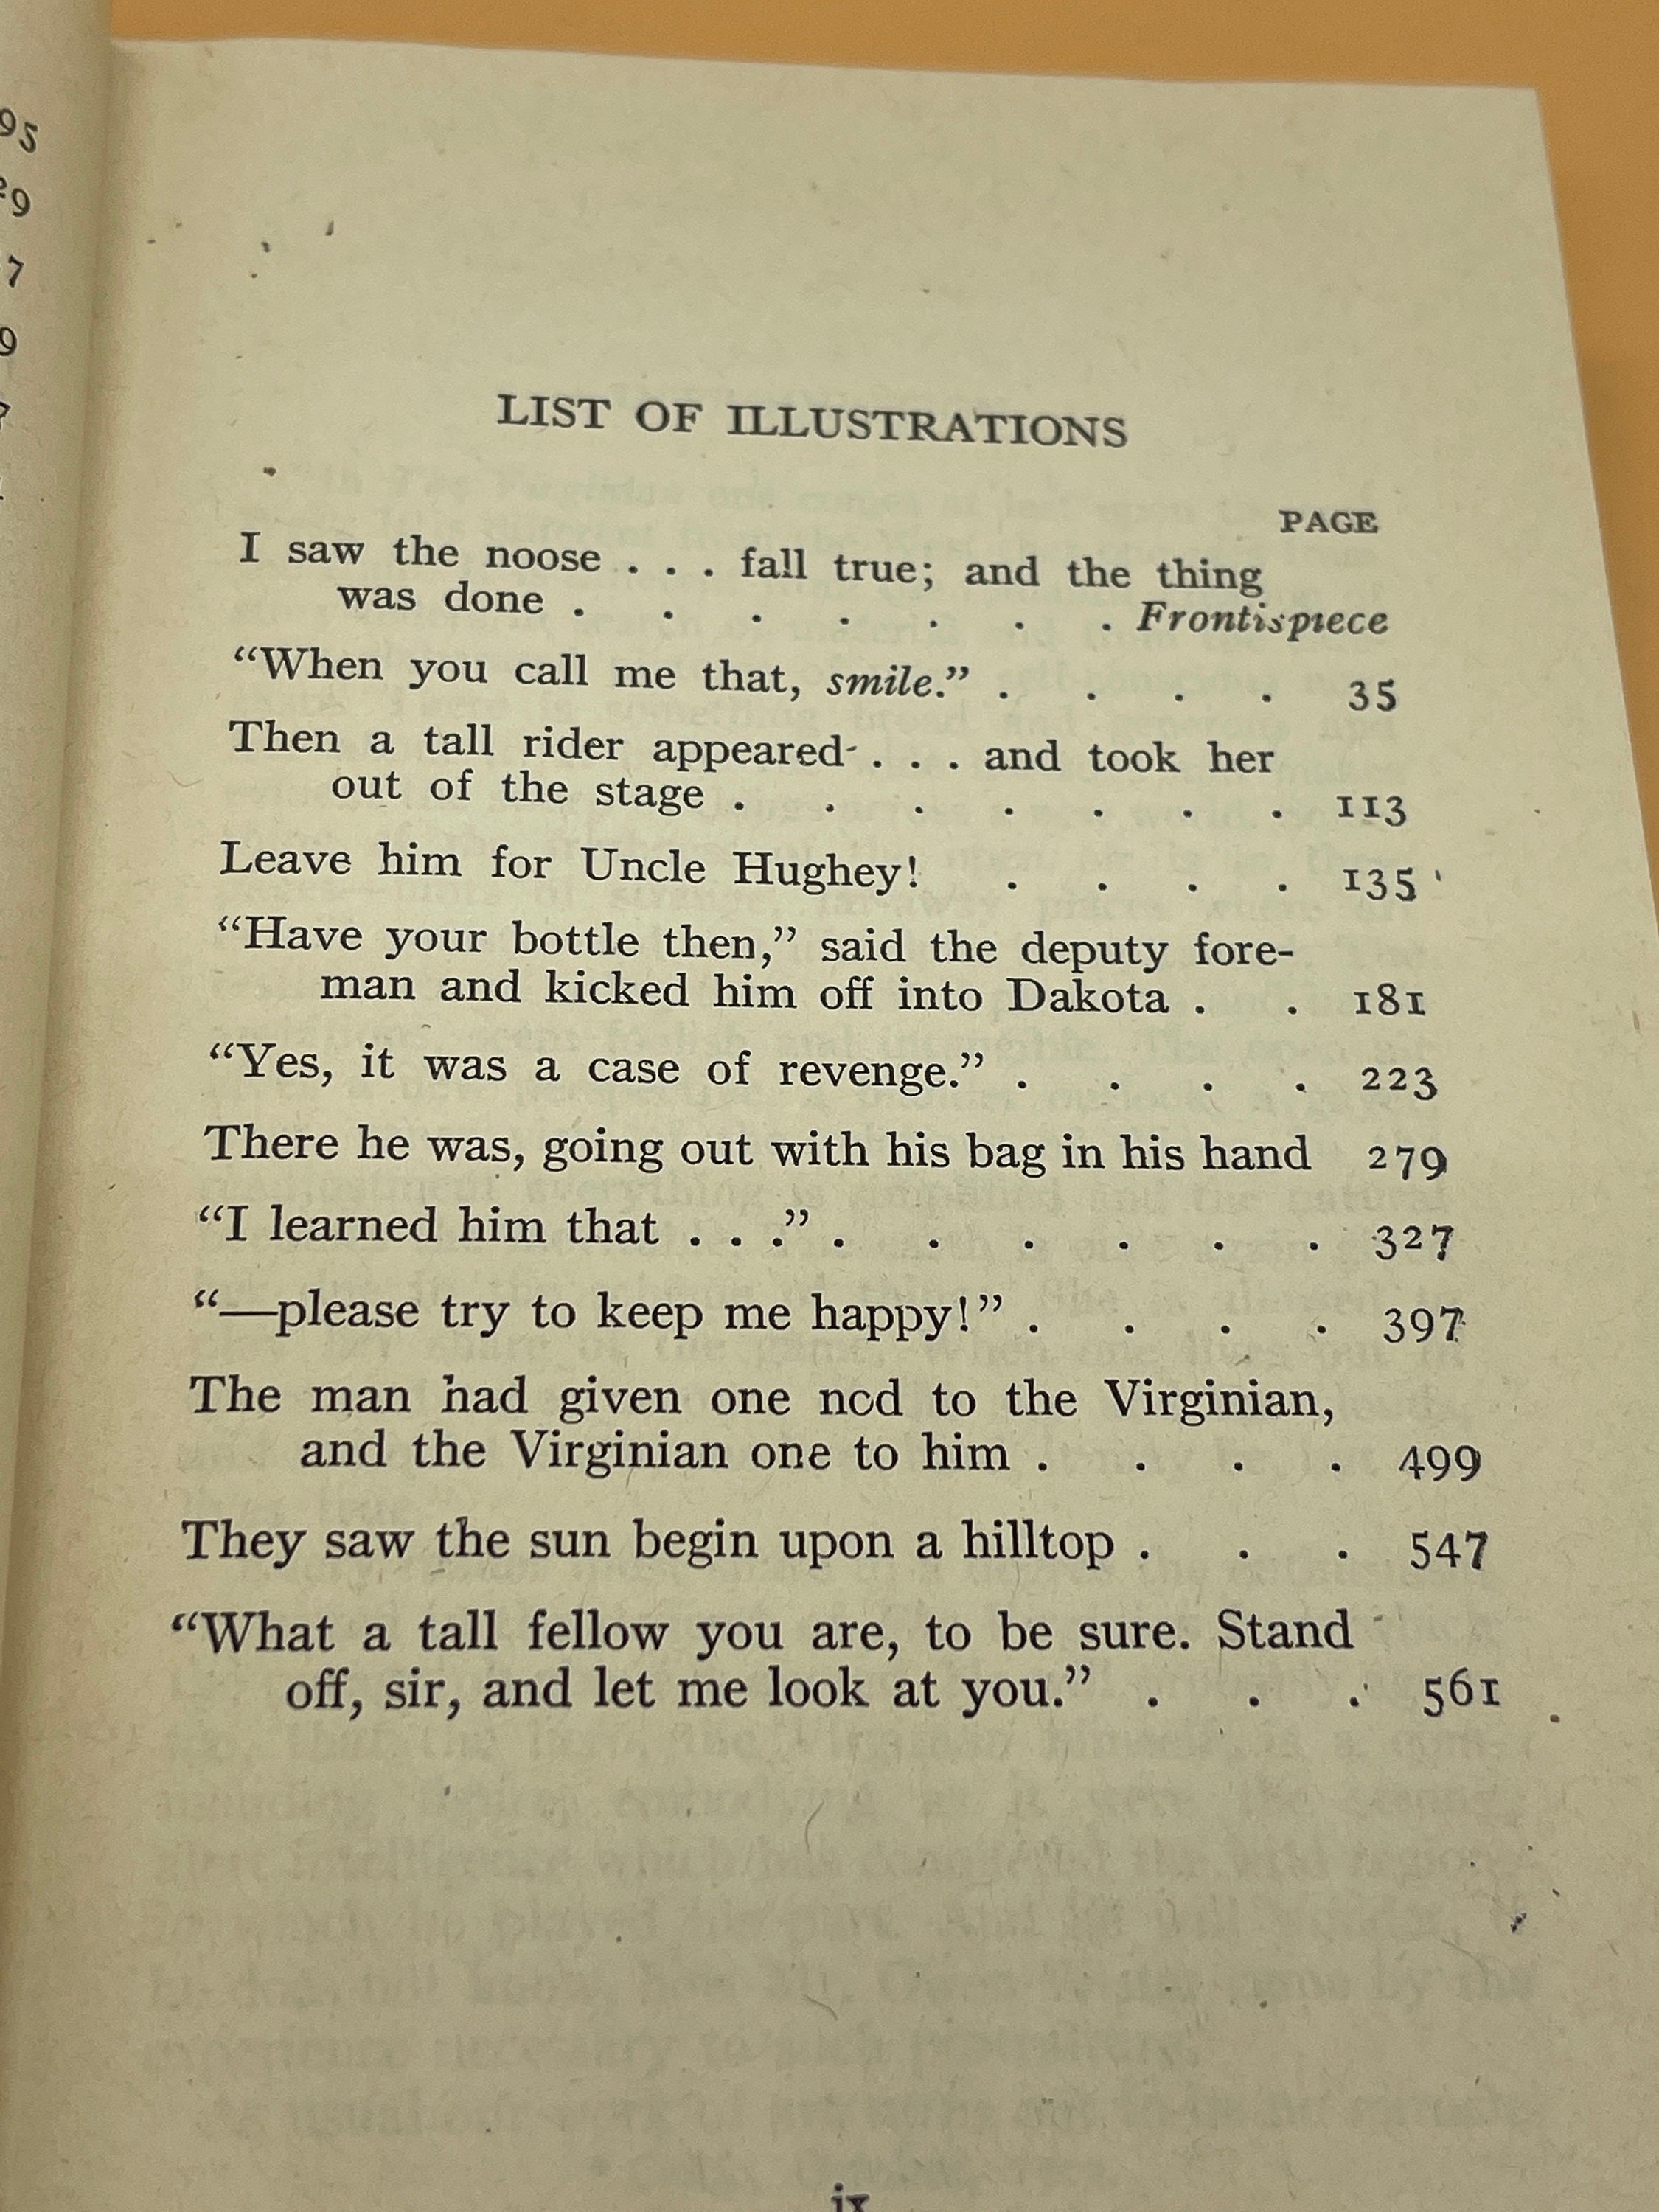 95
29
7
9
LIST OF ILLUSTRATIONS
PAGE
I saw the noose . . . fall true; and the thing
was done . . . . . . . Frontispiece
"When you call me that, smile." . . . . 35
Then a tall rider appeared . . . and took her
out of the stage . . . . . . . 113
Leave him for Uncle Hughey! . . . . 135
"Have your bottle then," said the deputy fore-
man and kicked him off into Dakota . . 181
"Yes, it was a case of revenge." . . . . 223
There he was, going out with his bag in his hand 279
"I learned him that . . ." . . . . . . 327
"—please try to keep me happy!" . . . . 397
The man had given one nod to the Virginian,
and the Virginian one to him . . . . 499
They saw the sun begin upon a hilltop . . . 547
"What a tall fellow you are, to be sure. Stand
off, sir, and let me look at you." . . . 561
ix